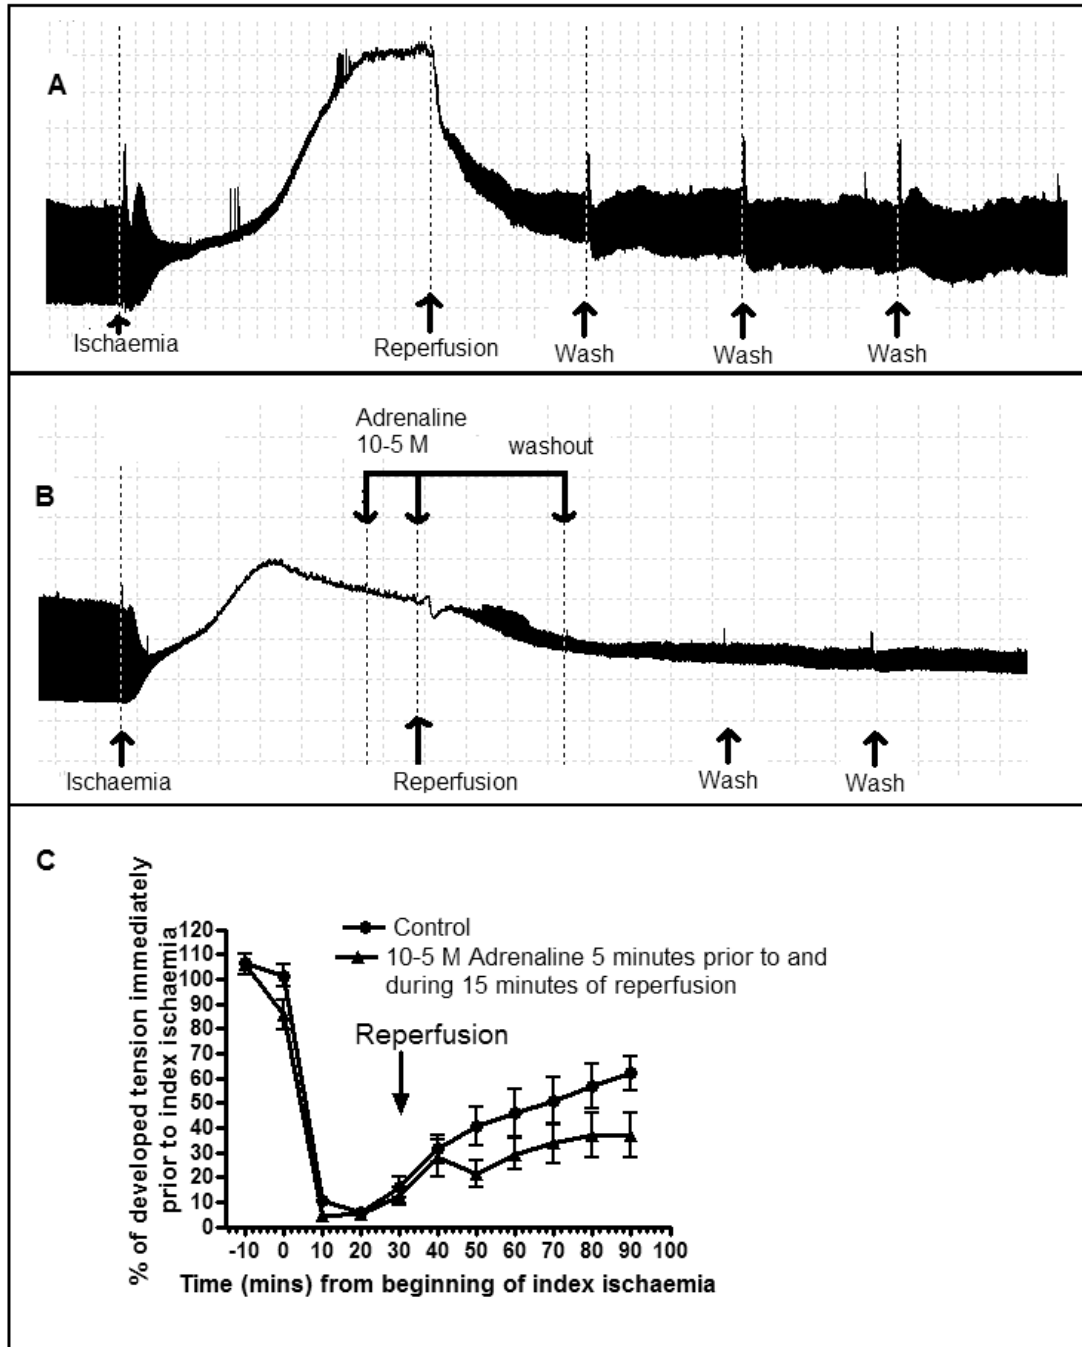 A
Ischaemia
Reperfusion
Wash
Wash
Wash
B
Adrenaline
10-5 M
washout
Ischaemia
Reperfusion
Wash
Wash
C
% of developed tension immediately
prior to index ischaemia
Control
10-5 M Adrenaline 5 minutes prior to and
during 15 minutes of reperfusion
Reperfusion
120
110
100
90
80
70
60
50
40
30
20
10
0
-10 0 10 20 30 40 50 60 70 80 90 100
Time (mins) from beginning of index ischaemia